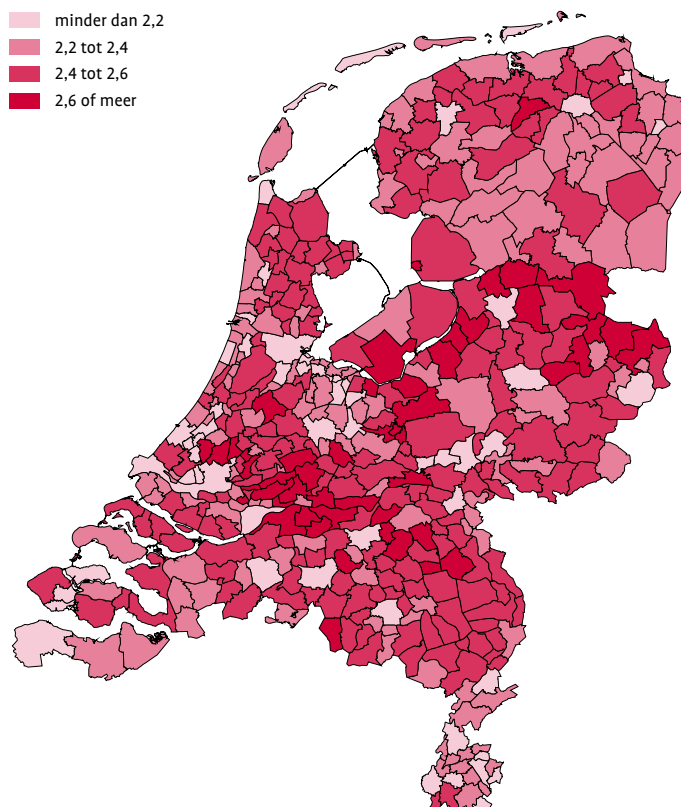 minder dan 2,2
2,2 tot 2,4
2,4 tot 2,6
2,6 of meer